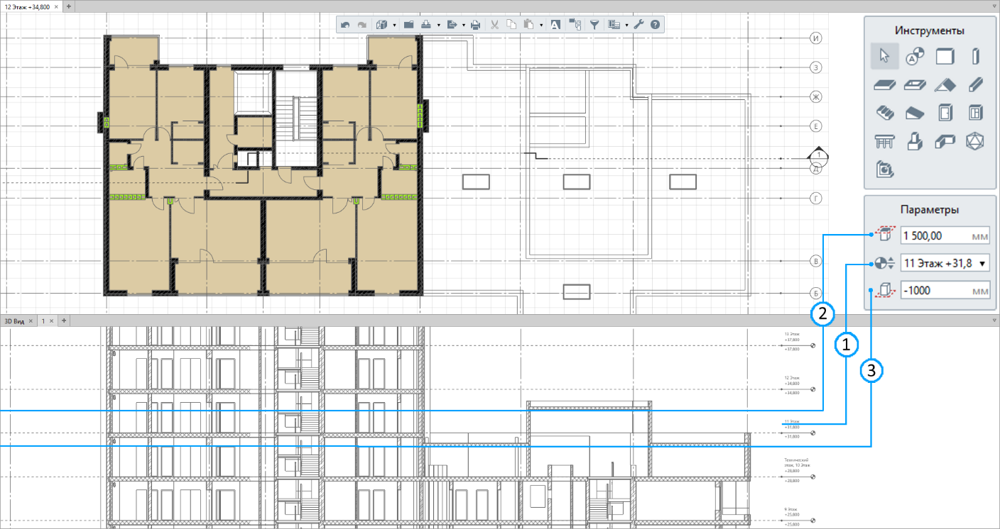 12 Этаж +34,800
Инструменты
И
З
Ж
Е
1
Д
Г
В
Б
Параметры
1 500,00 мм
11 Этаж +31,8
-1000 мм
2
1
3
3D Вид
1
13 Этаж
+37,800
+37,800
12 Этаж
+34,800
+34,800
11 Этаж
+31,800
+31,800
Технический
этаж, 10 Этаж
+28,800
+28,800
9 Этаж
+25,800
+25,800